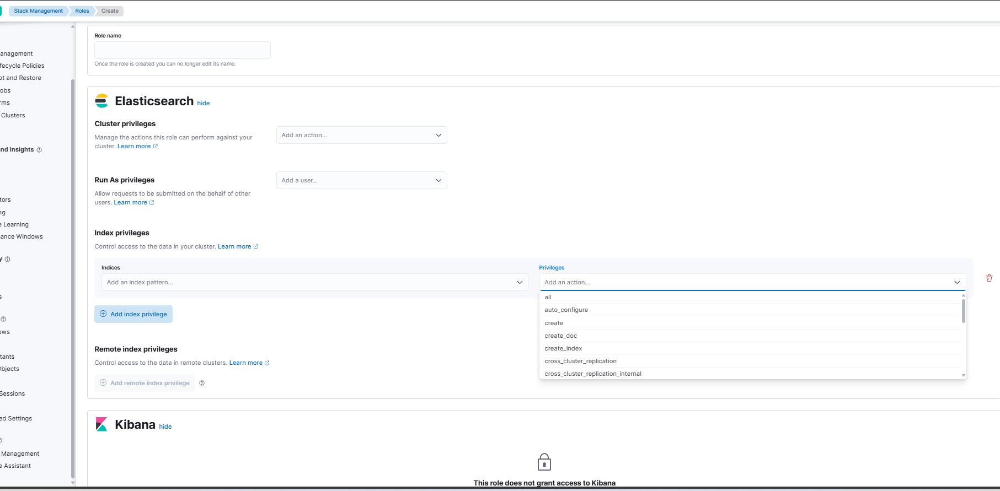 Stack Management
Roles
Create
anagement
fecycle Policies
ot and Restore
obs
rms
Clusters
nd Insights
tors
ng
e Learning
ance Windows
y
s
ews
tants
Objects
Sessions
ed Settings
Management
e Assistant
Role name
Once the role is created you can no longer edit its name.
Elasticsearch hide
Cluster privileges
Manage the actions this role can perform against your
cluster. Learn more
Add an action...
Run As privileges
Allow requests to be submitted on the behalf of other
users. Learn more
Add a user...
Index privileges
Control access to the data in your cluster. Learn more
Indices
Add an index pattern...
Privileges
Add an action...
all
auto_configure
create
create_doc
create_index
cross_cluster_replication
cross_cluster_replication_internal
Add index privilege
Remote index privileges
Control access to the data in remote clusters. Learn more
Add remote index privilege
Kibana hide
This role does not grant access to Kibana